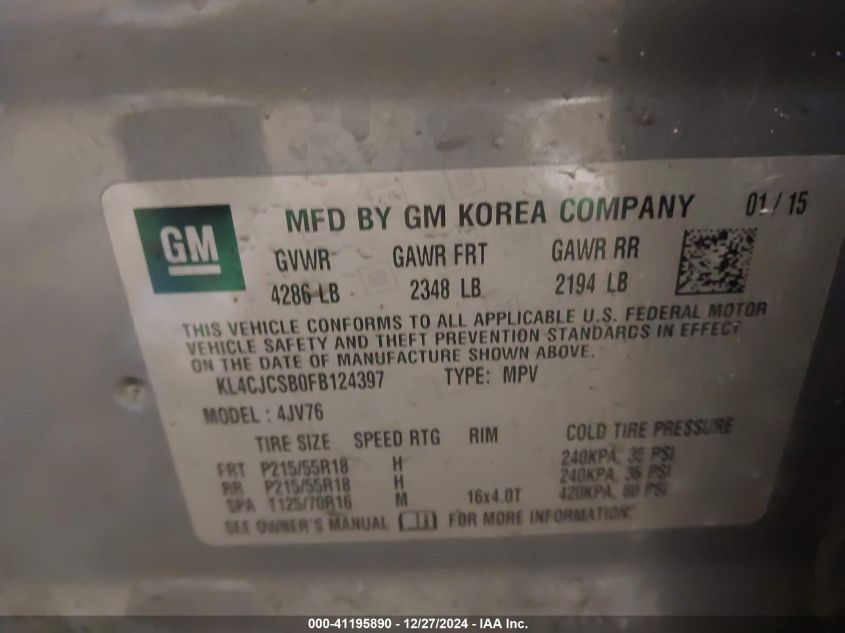 GM
MFD BY GM KOREA COMPANY 01/15
GVWR GAWR FRT GAWR RR
4286 LB 2348 LB 2194 LB
THIS VEHICLE CONFORMS TO ALL APPLICABLE U.S. FEDERAL MOTOR
VEHICLE SAFETY AND THEFT PREVENTION STANDARDS IN EFFECT
ON THE DATE OF MANUFACTURE SHOWN ABOVE.
KL4CJCSB0FB124397 TYPE: MPV
MODEL : 4JV76
TIRE SIZE SPEED RTG RIM COLD TIRE PRESSURE
FRT P215/55R18 H 240KPA, 35 PSI
RR P215/55R18 H 240KPA, 35 PSI
SPA T125/70R16 M 16x4.0T 420KPA, 60 PSI
SEE OWNER'S MANUAL FOR MORE INFORMATION.
000-41195890 - 12/27/2024 - IAA Inc.